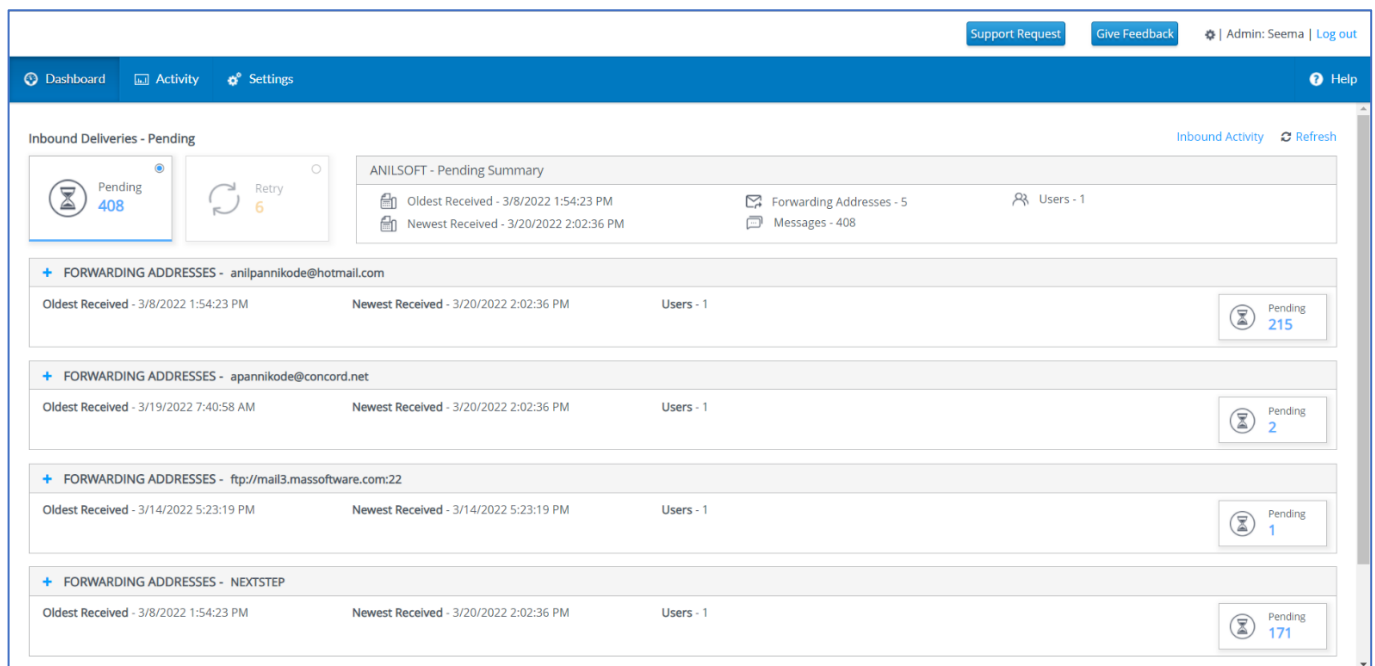 Support Request Give Feedback | Admin: Seema | Log out
Dashboard Activity Settings Help
Inbound Deliveries - Pending Inbound Activity Refresh
Pending
408
Retry
6
ANILSOFT - Pending Summary
Oldest Received - 3/8/2022 1:54:23 PM Forwarding Addresses - 5 Users - 1
Newest Received - 3/20/2022 2:02:36 PM Messages - 408
+ FORWARDING ADDRESSES - anilpannikode@hotmail.com
Oldest Received - 3/8/2022 1:54:23 PM Newest Received - 3/20/2022 2:02:36 PM Users - 1
Pending
215
+ FORWARDING ADDRESSES - apannikode@concord.net
Oldest Received - 3/19/2022 7:40:58 AM Newest Received - 3/20/2022 2:02:36 PM Users - 1
Pending
2
+ FORWARDING ADDRESSES - ftp://mail3.massoftware.com:22
Oldest Received - 3/14/2022 5:23:19 PM Newest Received - 3/14/2022 5:23:19 PM Users - 1
Pending
1
+ FORWARDING ADDRESSES - NEXTSTEP
Oldest Received - 3/8/2022 1:54:23 PM Newest Received - 3/20/2022 2:02:36 PM Users - 1
Pending
171